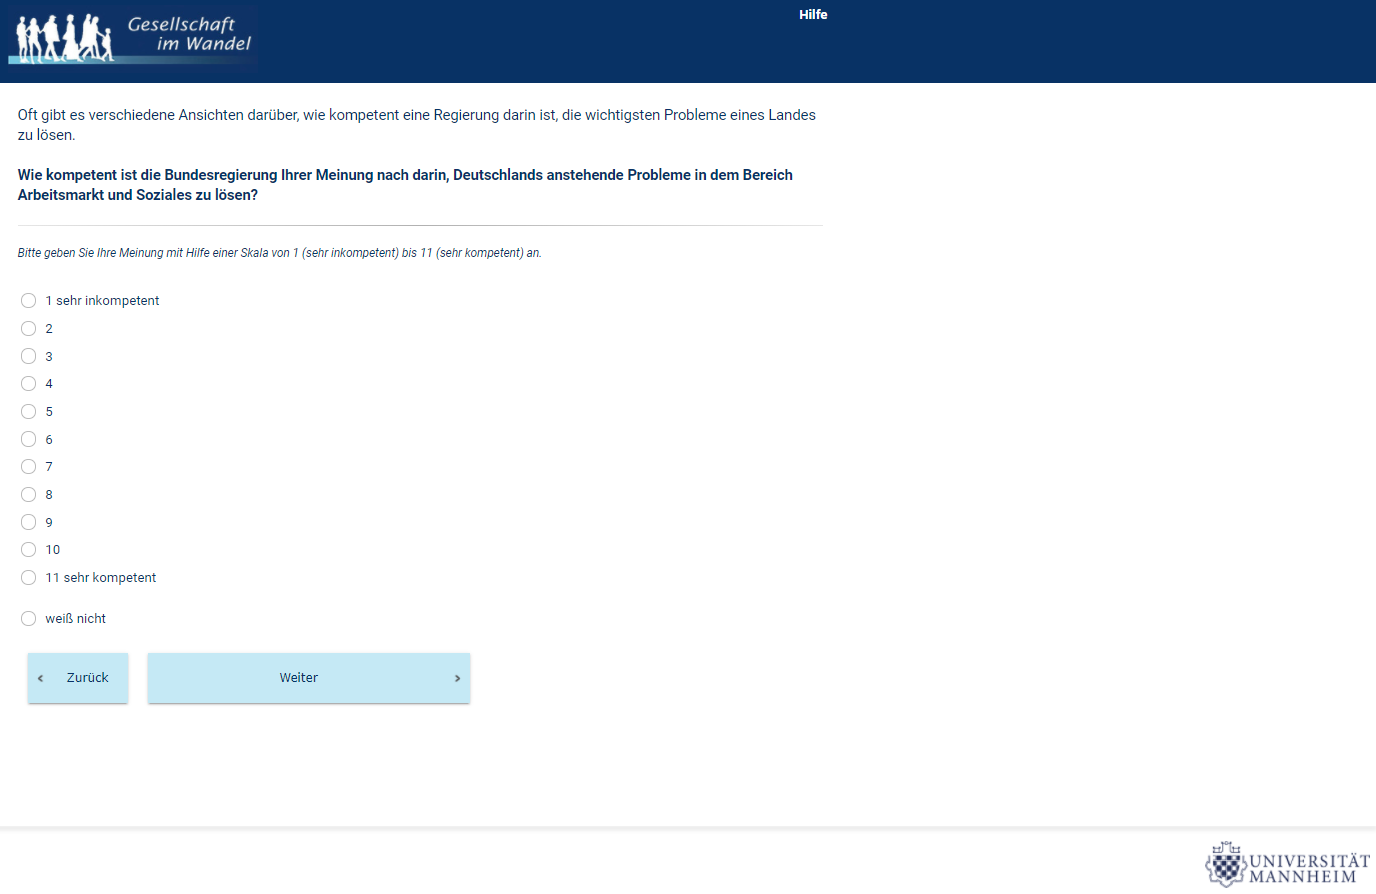 Gesellschaft
im Wandel
Hilfe
Oft gibt es verschiedene Ansichten darüber, wie kompetent eine Regierung darin ist, die wichtigsten Probleme eines Landes
zu lösen.
Wie kompetent ist die Bundesregierung Ihrer Meinung nach darin, Deutschlands anstehende Probleme in dem Bereich
Arbeitsmarkt und Soziales zu lösen?
Bitte geben Sie Ihre Meinung mit Hilfe einer Skala von 1 (sehr inkompetent) bis 11 (sehr kompetent) an.
1 sehr inkompetent
2
3
4
5
6
7
8
9
10
11 sehr kompetent
weiß nicht
‹ Zurück
Weiter ›
UNIVERSITÄT
MANNHEIM